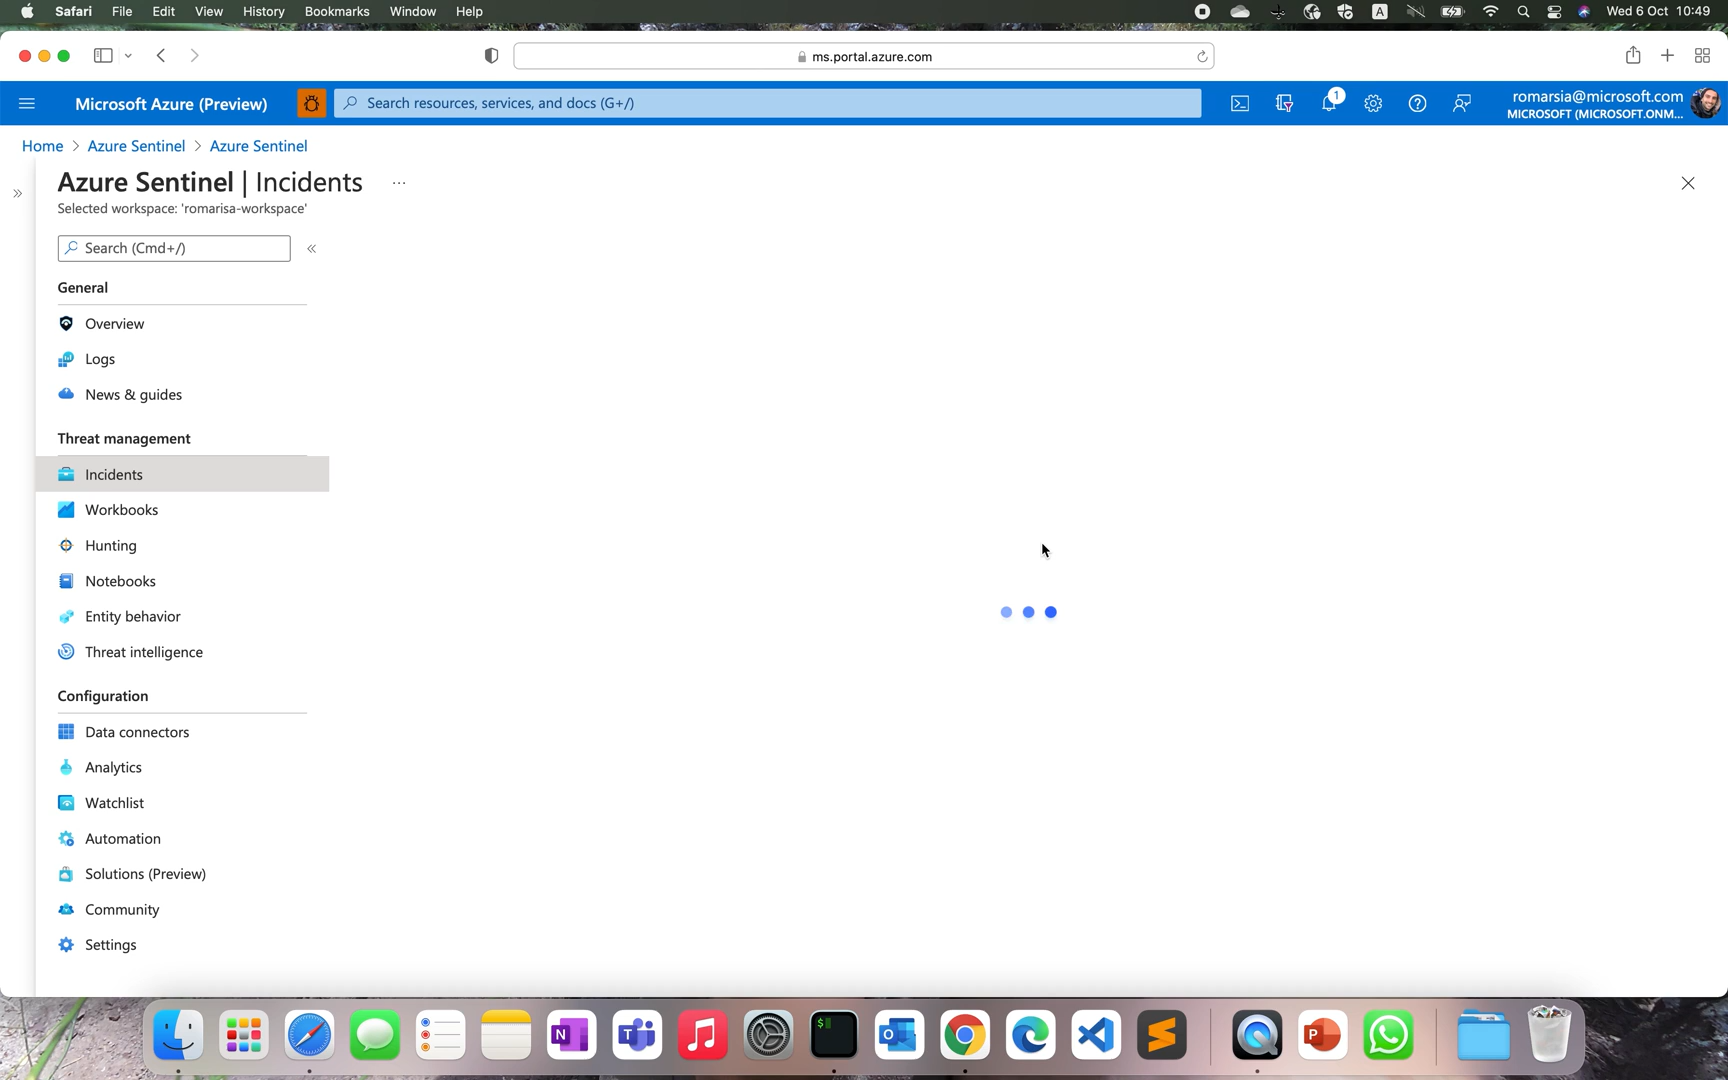 Safari File Edit View History Bookmarks Window Help A Wed 6 Oct 10:49
ms.portal.azure.com
Microsoft Azure (Preview) Search resources, services, and docs (G+/) 1 romarsia@microsoft.com
MICROSOFT (MICROSOFT.ONM...
Home > Azure Sentinel > Azure Sentinel
Azure Sentinel | Incidents ...
Selected workspace: 'romarisa-workspace'
Search (Cmd+/) «
General
Overview
Logs
News & guides
Threat management
Incidents
Workbooks
Hunting
Notebooks
Entity behavior
Threat intelligence
Configuration
Data connectors
Analytics
Watchlist
Automation
Solutions (Preview)
Community
Settings